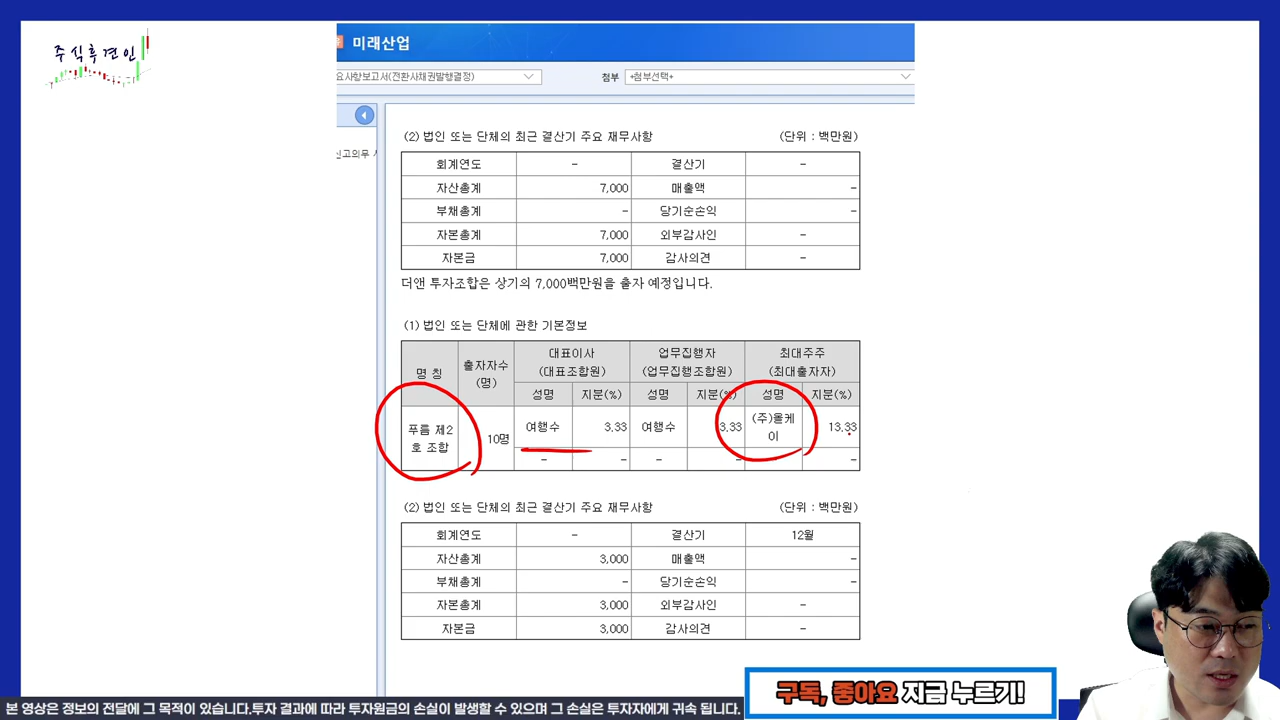 주식후견인
미래산업
요사항보고서(전환사채권발행결정)
첨부
+첨부선택+
신고의무
(2) 법인 또는 단체의 최근 결산기 주요 재무사항 (단위 : 백만원)
회계연도 - 결산기 -
자산총계 7,000 매출액 -
부채총계 - 당기순손익 -
자본총계 7,000 외부감사인 -
자본금 7,000 감사의견 -
더앤 투자조합은 상기의 7,000백만원을 출자 예정입니다.
(1) 법인 또는 단체에 관한 기본정보
명 칭
출자자수
(명)
대표이사
(대표조합원)
업무집행자
(업무집행조합원)
최대주주
(최대출자자)
성명 지분(%) 성명 지분(%) 성명 지분(%)
푸름 제2
호 조합
10명
여행수 3.33 여행수 3.33
(주)올케
이
13.33
- - - - - -
(2) 법인 또는 단체의 최근 결산기 주요 재무사항 (단위 : 백만원)
회계연도 - 결산기 12월
자산총계 3,000 매출액 -
부채총계 - 당기순손익 -
자본총계 3,000 외부감사인 -
자본금 3,000 감사의견 -
구독, 좋아요 지금 누르기!
본 영상은 정보의 전달에 그 목적이 있습니다.투자 결과에 따라 투자원금의 손실이 발생할 수 있으며 그 손실은 투자자에게 귀속 됩니다.